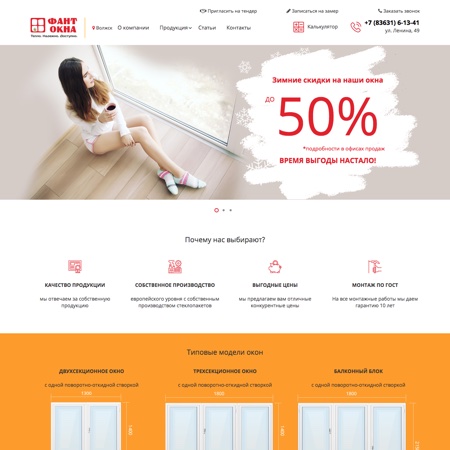 Пригласить на тендер
Записаться на замер
Заказать звонок
ФАНТ
ОКНА
Тепло. Надежно. Доступно.
Волжск
О компании
Продукция
Статьи
Контакты
Калькулятор
+7 (83631) 6-13-41
ул. Ленина, 49
Зимние скидки на наши окна
до
50%
*подробности в офисах продаж
ВРЕМЯ ВЫГОДЫ НАСТАЛО!
Почему нас выбирают?
КАЧЕСТВО ПРОДУКЦИИ
мы отвечаем за собственную
продукцию
СОБСТВЕННОЕ ПРОИЗВОДСТВО
европейского уровня с собственным
производством стеклопакетов
ВЫГОДНЫЕ ЦЕНЫ
мы предлагаем вам отличные
конкурентные цены
МОНТАЖ ПО ГОСТ
На все монтажные работы мы даем
гарантию 10 лет
Типовые модели окон
ДВУХСЕКЦИОННОЕ ОКНО
с одной поворотно-откидной створкой
1300
1400
ТРЕХСЕКЦИОННОЕ ОКНО
с одной поворотно-откидной створкой
1300
1400
БАЛКОННЫЙ БЛОК
с одной поворотно-откидной створкой
1800